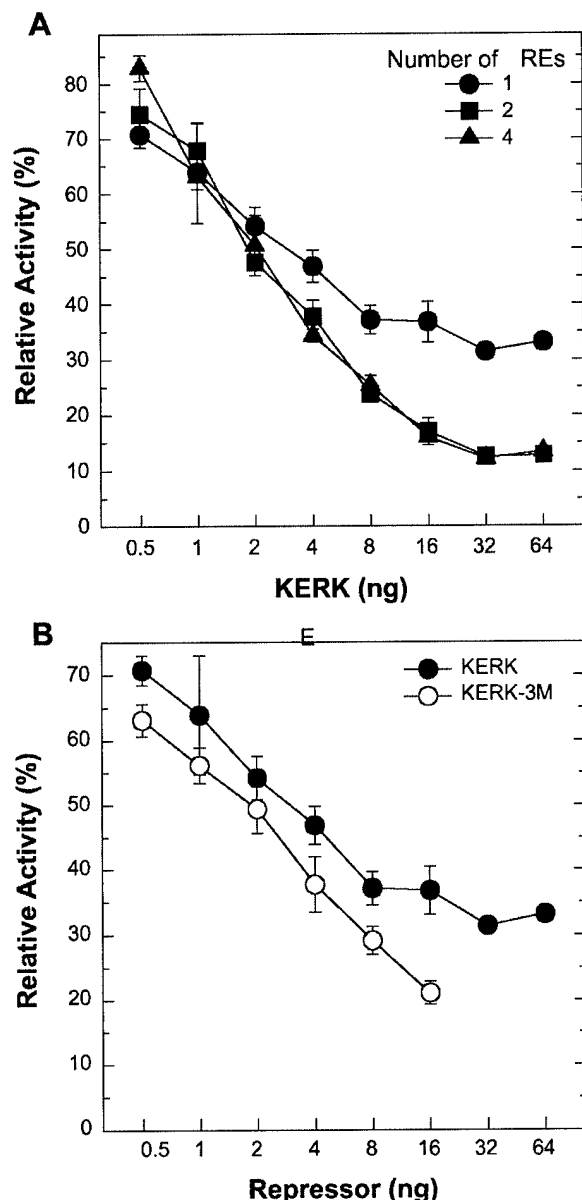 A
Number of REs
1
2
4
80
70
60
50
40
30
20
10
0
Relative Activity (%)
0.5 1 2 4 8 16 32 64
KERK (ng)
B
E
KERK
KERK-3M
70
60
50
40
30
20
10
0
Relative Activity (%)
0.5 1 2 4 8 16 32 64
Repressor (ng)